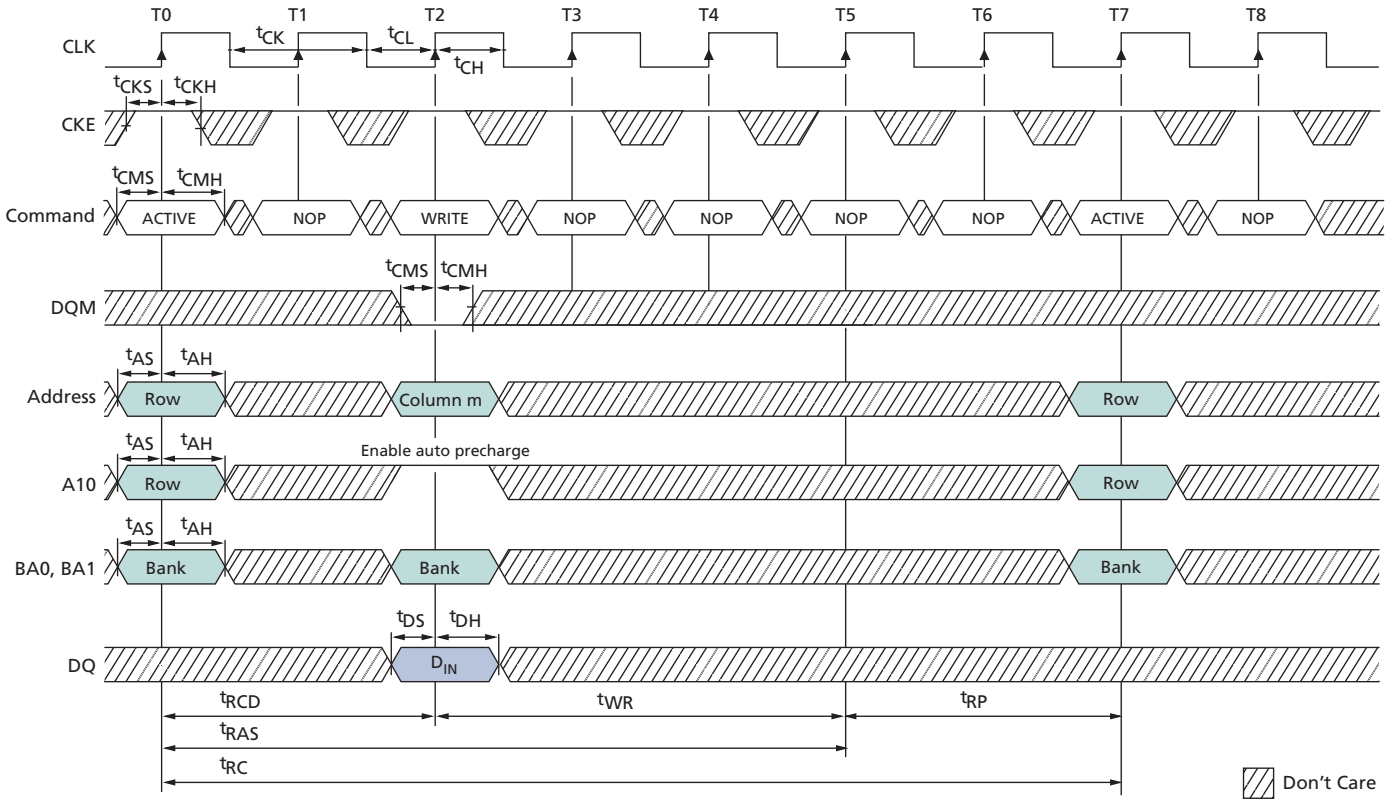 T0 T1 T2 T3 T4 T5 T6 T7 T8
CLK tCK tCL tCH
tCKS tCKH
CKE
tCMS tCMH
Command ACTIVE NOP WRITE NOP NOP NOP NOP ACTIVE NOP
tCMS tCMH
DQM
tAS tAH
Address Row Column m Row
tAS tAH Enable auto precharge
A10 Row Row
tAS tAH
BA0, BA1 Bank Bank Bank
tDS tDH
DQ DIN
tRCD tWR tRP
tRAS
tRC
Don't Care